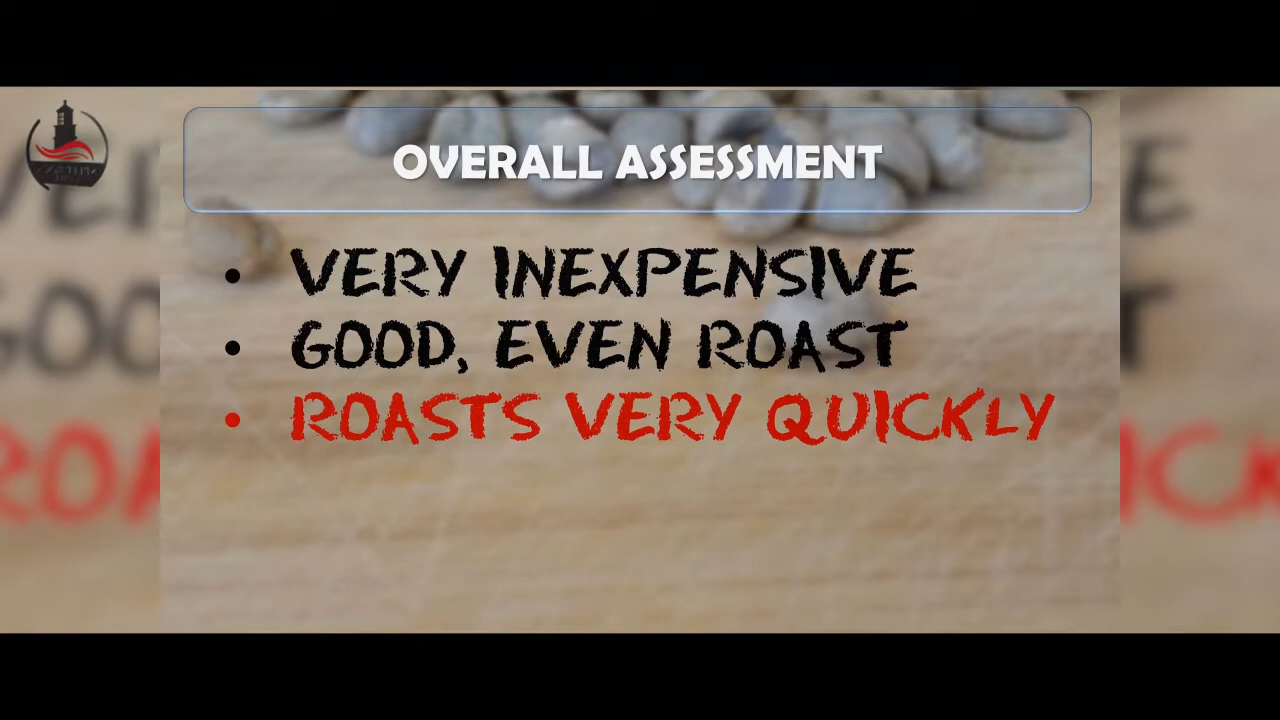 OVERALL ASSESSMENT
• VERY INEXPENSIVE
• GOOD, EVEN ROAST
• ROASTS VERY QUICKLY